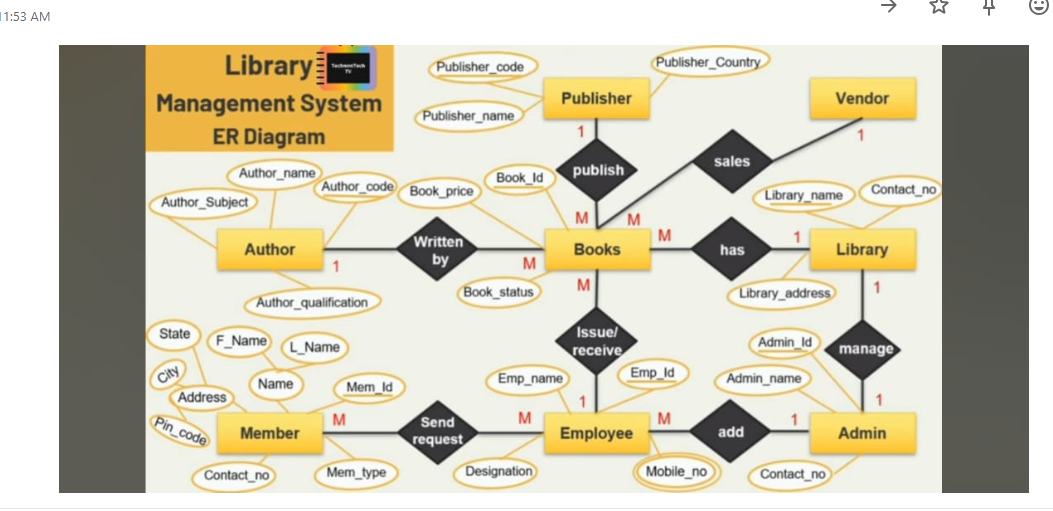 11:53 AM
Library
Management System
ER Diagram
TechmoTech
TV
Publisher_code
Publisher_name
Publisher_Country
Publisher
Vendor
1
1
publish
sales
M
M
Author_name
Author_Subject
Author_code
Book_price
Book_Id
Library_name
Contact_no
Author
1
Written
by
M
Books
M
has
1
Library
Author_qualification
Book_status
M
Library_address
1
State
F_Name
L_Name
Issue/
receive
Admin_Id
manage
City
Name
Address
Mem_Id
Emp_name
Emp_Id
Admin_name
Pin_code
1
1
Member
M
Send
request
M
Employee
M
add
1
Admin
Contact_no
Mem_type
Designation
Mobile_no
Contact_no